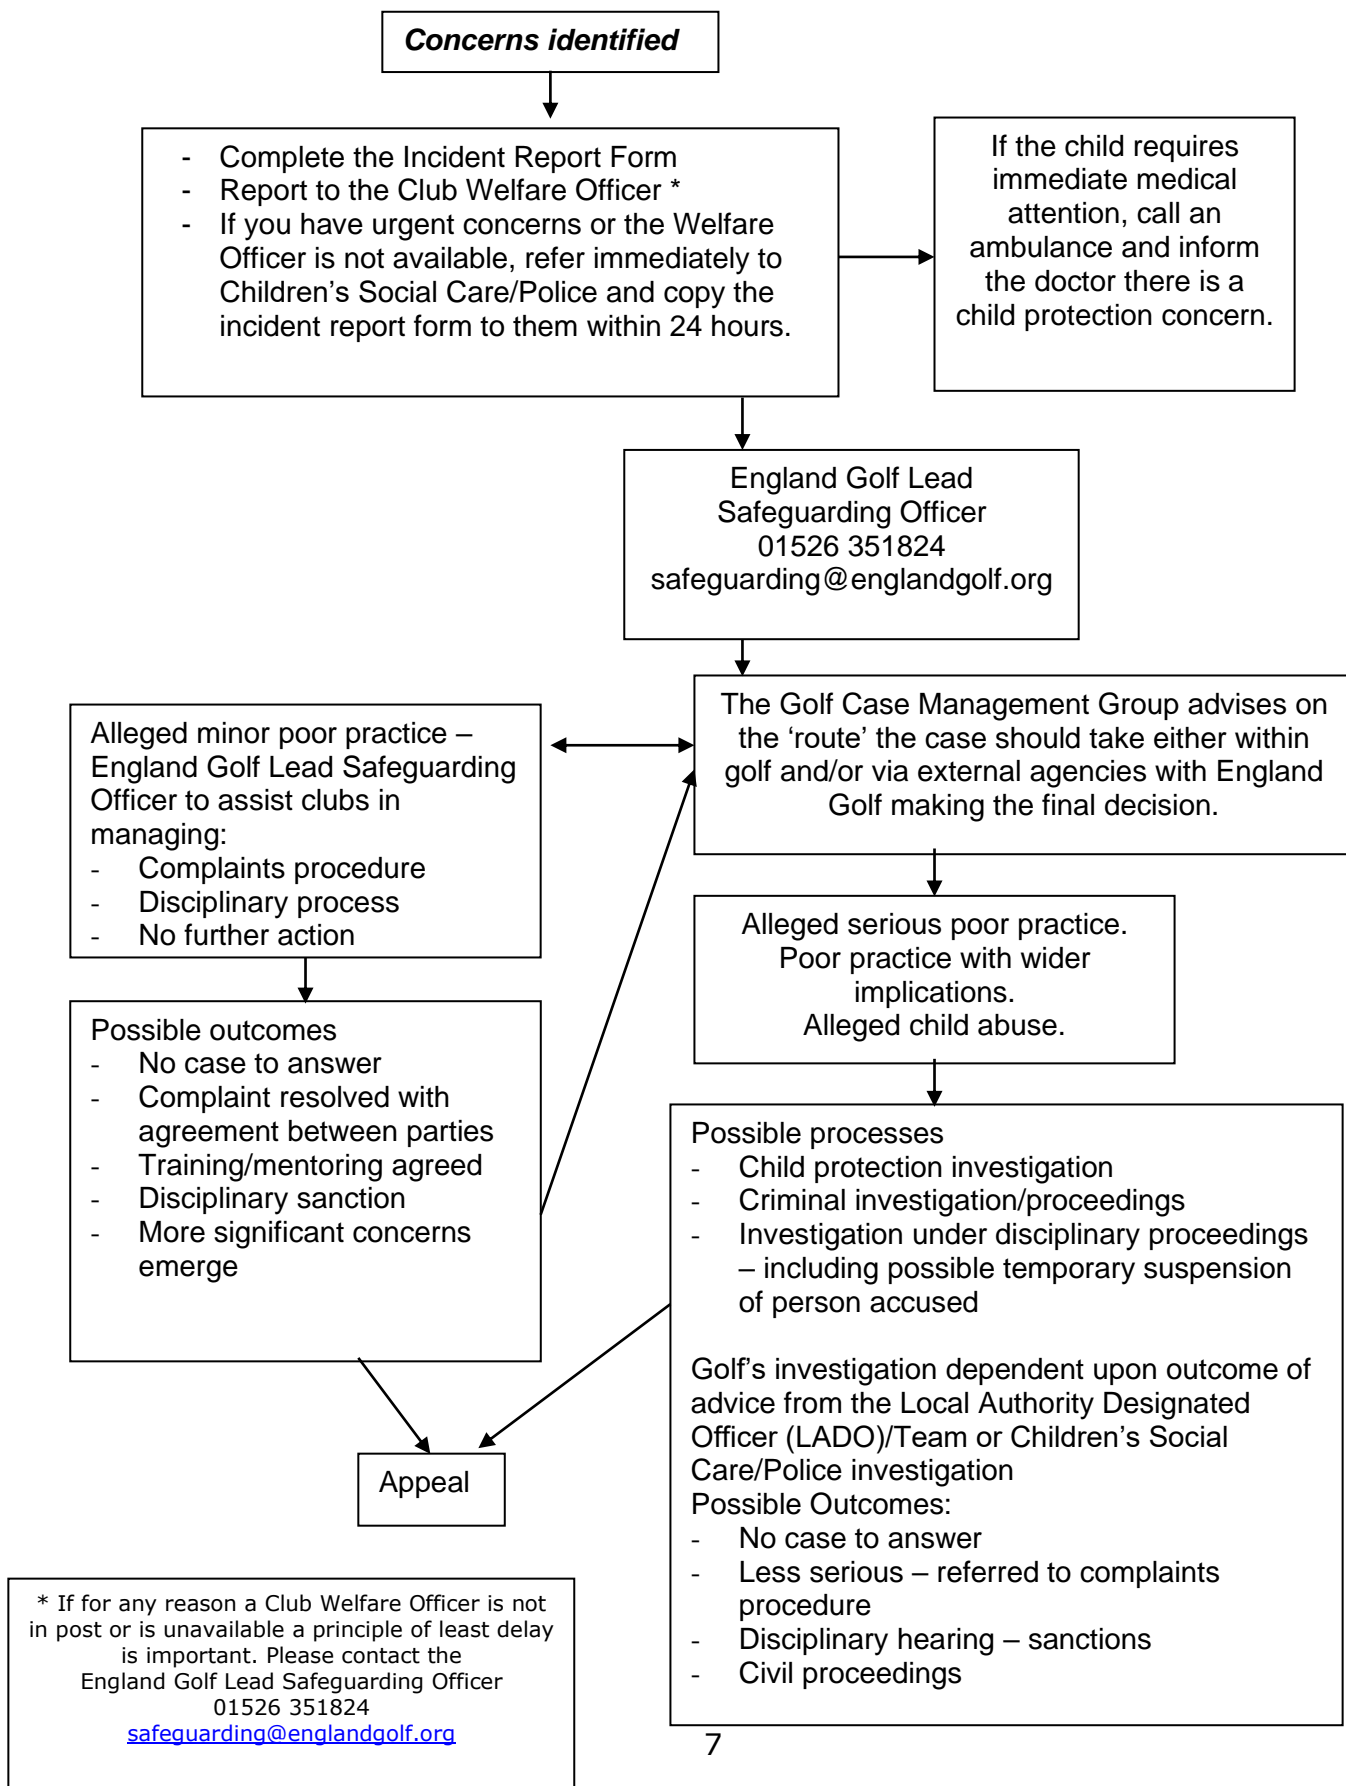 Concerns identified
- Complete the Incident Report Form
- Report to the Club Welfare Officer *
- If you have urgent concerns or the Welfare
Officer is not available, refer immediately to
Children’s Social Care/Police and copy the
incident report form to them within 24 hours.
If the child requires
immediate medical
attention, call an
ambulance and inform
the doctor there is a
child protection concern.
England Golf Lead
Safeguarding Officer
01526 351824
safeguarding@englandgolf.org
Alleged minor poor practice –
England Golf Lead Safeguarding
Officer to assist clubs in
managing:
- Complaints procedure
- Disciplinary process
- No further action
The Golf Case Management Group advises on
the ‘route’ the case should take either within
golf and/or via external agencies with England
Golf making the final decision.
Alleged serious poor practice.
Poor practice with wider
implications.
Alleged child abuse.
Possible outcomes
- No case to answer
- Complaint resolved with
agreement between parties
- Training/mentoring agreed
- Disciplinary sanction
- More significant concerns
emerge
Possible processes
- Child protection investigation
- Criminal investigation/proceedings
- Investigation under disciplinary proceedings
– including possible temporary suspension
of person accused
Golf’s investigation dependent upon outcome of
advice from the Local Authority Designated
Officer (LADO)/Team or Children’s Social
Care/Police investigation
Possible Outcomes:
- No case to answer
- Less serious – referred to complaints
procedure
- Disciplinary hearing – sanctions
- Civil proceedings
Appeal
* If for any reason a Club Welfare Officer is not
in post or is unavailable a principle of least delay
is important. Please contact the
England Golf Lead Safeguarding Officer
01526 351824
safeguarding@englandgolf.org
7